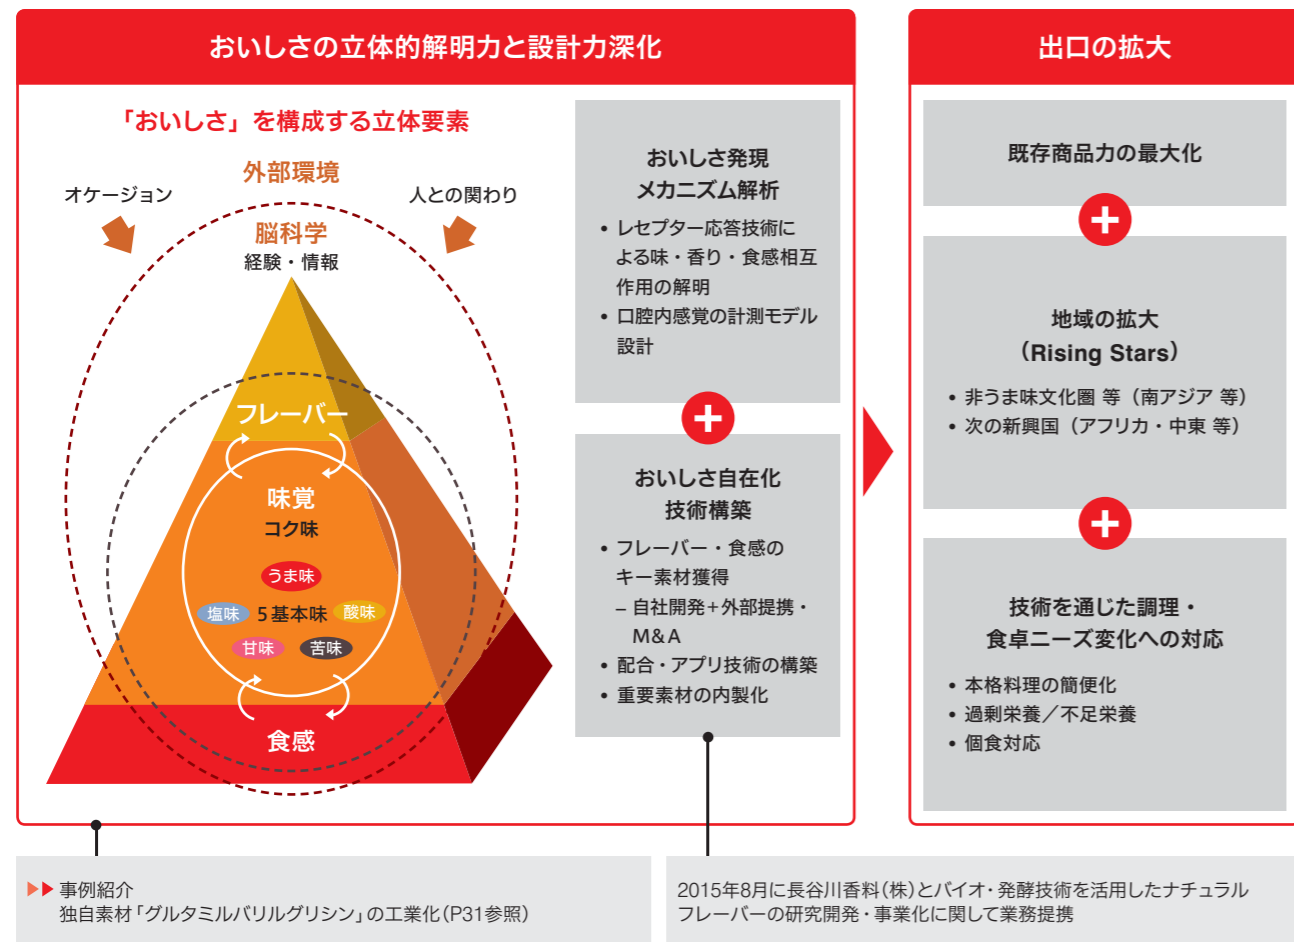 おいしさの立体的解明力と設計力深化
「おいしさ」を構成する立体要素
外部環境
オケージョン
人との関わり
脳科学
経験・情報
フレーバー
味覚
コク味
うま味
塩味
5基本味
酸味
甘味
苦味
食感
おいしさ発現
メカニズム解析
• レセプター応答技術に
よる味・香り・食感相互
作用の解明
• 口腔内感覚の計測モデル
設計
+
おいしさ自在化
技術構築
• フレーバー・食感の
キー素材獲得
– 自社開発+外部提携・
M&A
• 配合・アプリ技術の構築
• 重要素材の内製化
出口の拡大
既存商品力の最大化
+
地域の拡大
（Rising Stars）
• 非うま味文化圏 等（南アジア 等）
• 次の新興国（アフリカ・中東 等）
+
技術を通じた調理・
食卓ニーズ変化への対応
• 本格料理の簡便化
• 過剰栄養／不足栄養
• 個食対応
▶▶事例紹介
独自素材「グルタミルバリルグリシン」の工業化（P31参照）
2015年8月に長谷川香料（株）とバイオ・発酵技術を活用したナチュラル
フレーバーの研究開発・事業化に関して業務提携